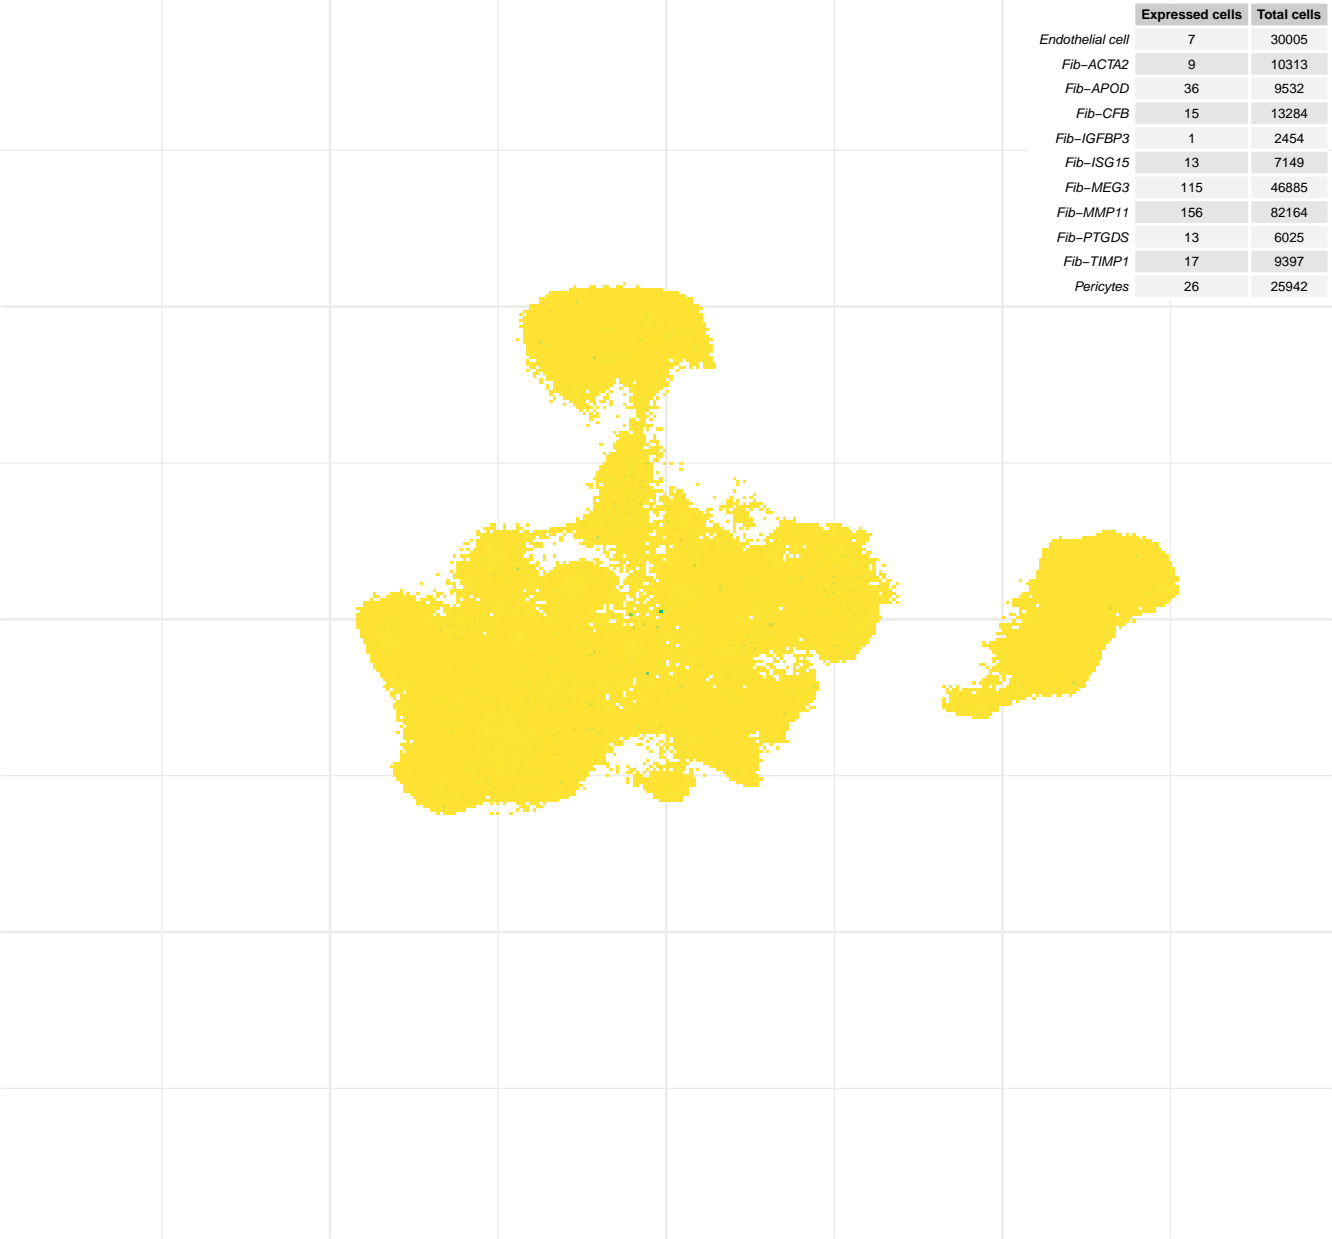 Expressed cells Total cells
Endothelial cell 7 30005
Fib−ACTA2 9 10313
Fib−APOD 36 9532
Fib−CFB 15 13284
Fib−IGFBP3 1 2454
Fib−ISG15 13 7149
Fib−MEG3 115 46885
Fib−MMP11 156 82164
Fib−PTGDS 13 6025
Fib−TIMP1 17 9397
Pericytes 26 25942